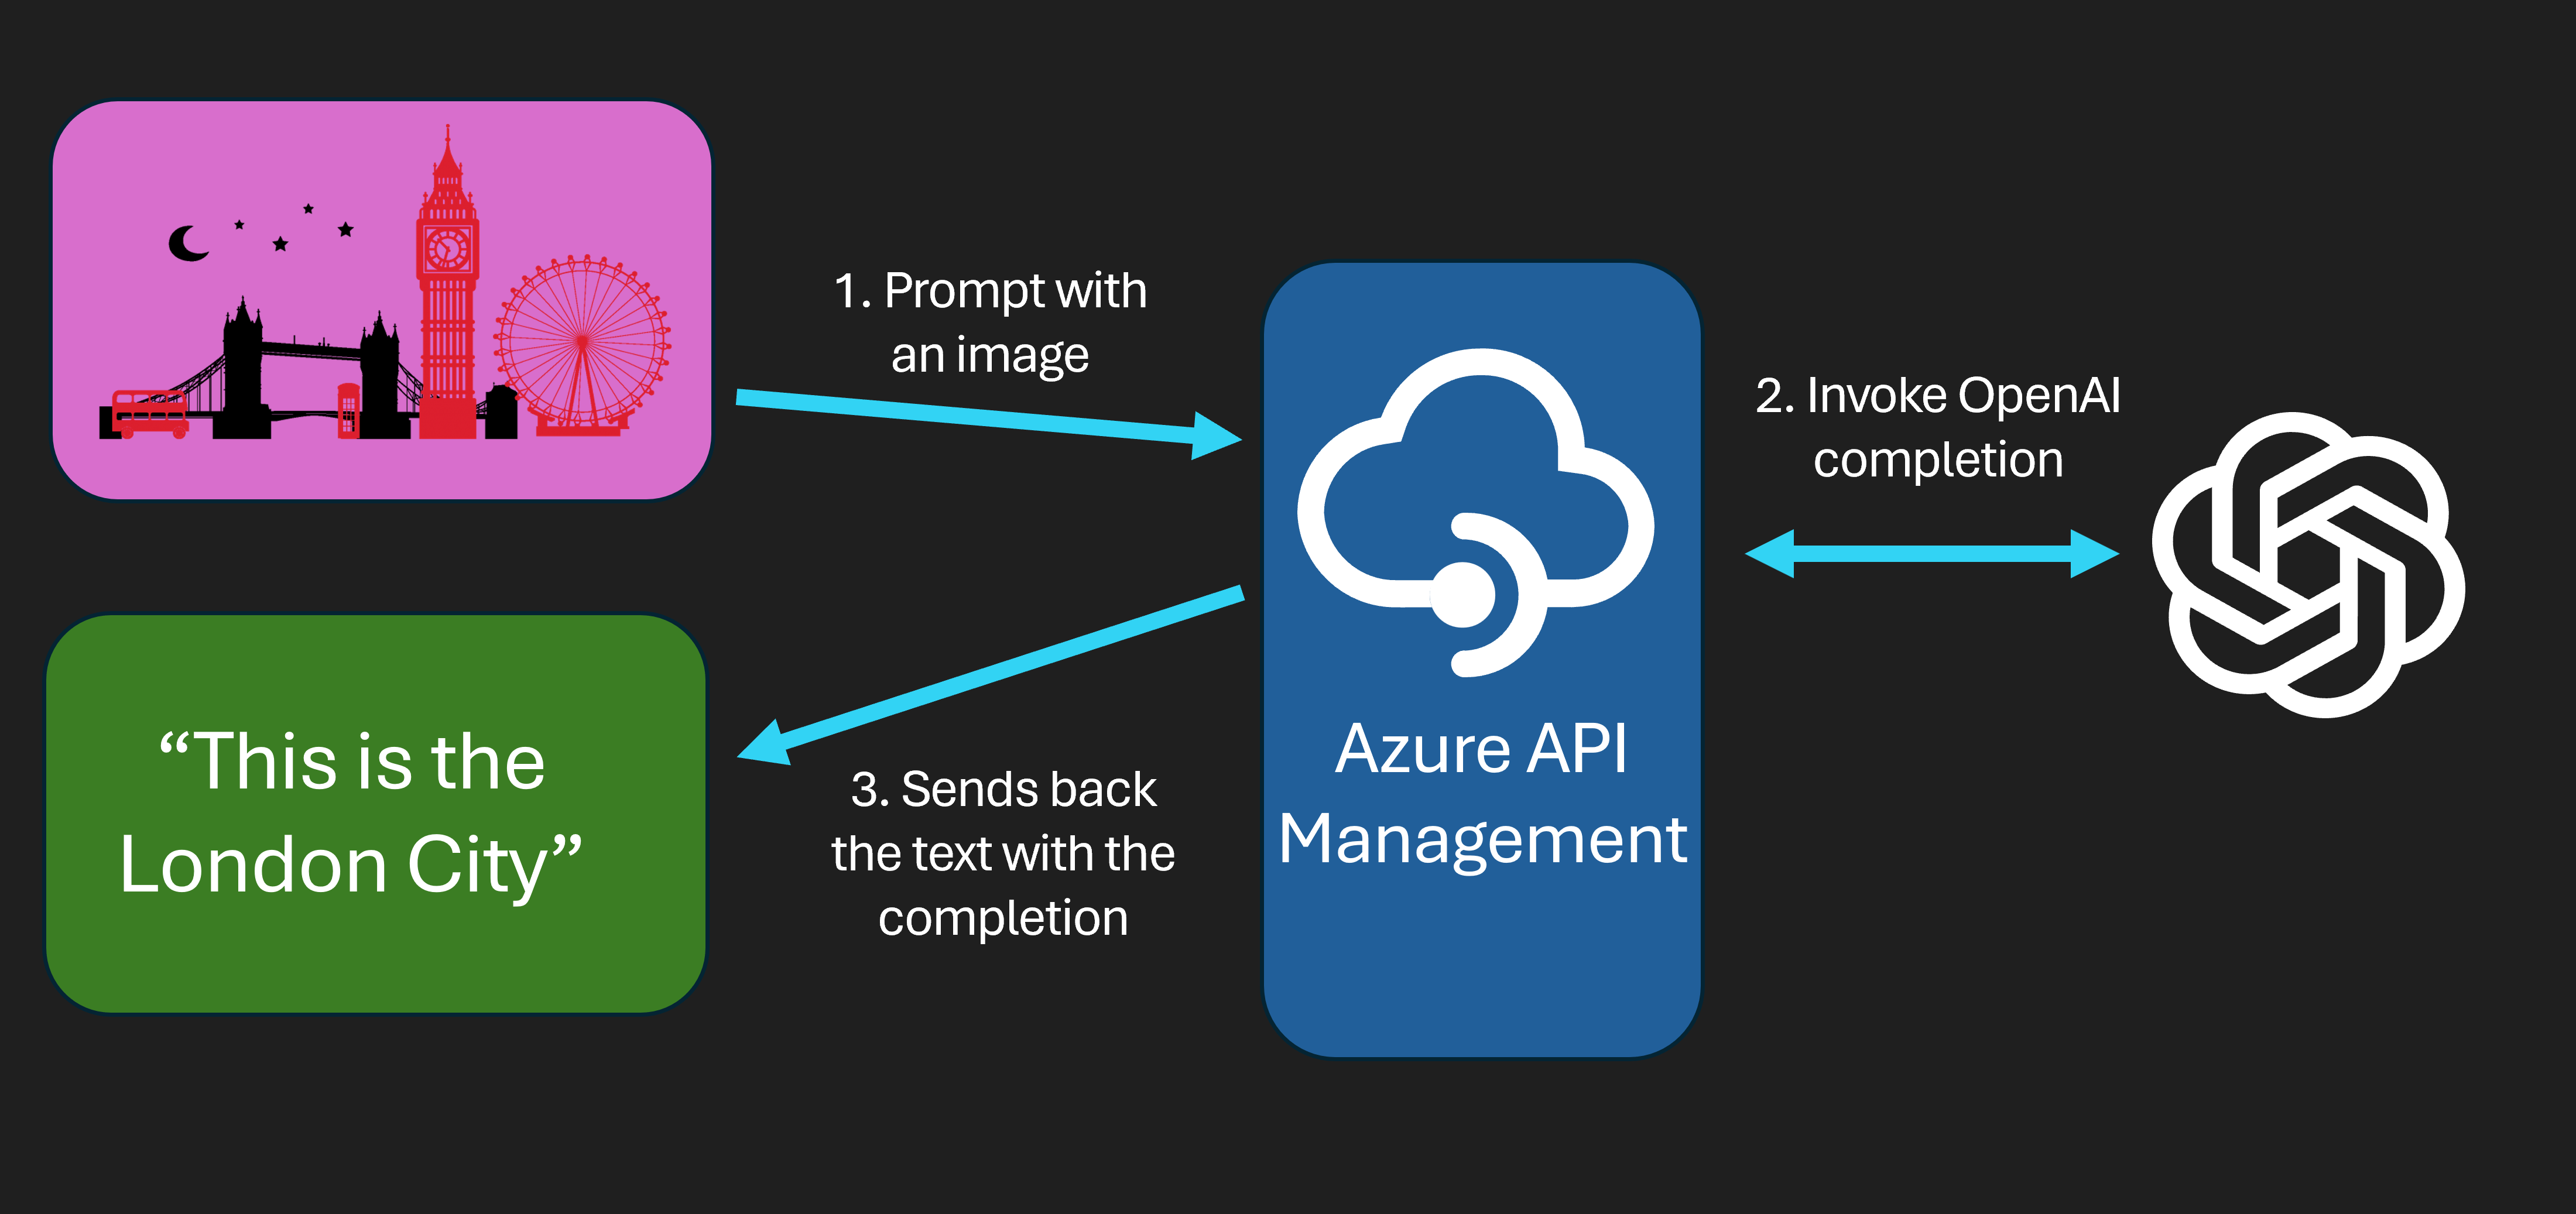 1. Prompt with
an image
2. Invoke OpenAI
completion
“This is the
London City”
3. Sends back
the text with the
completion
Azure API
Management